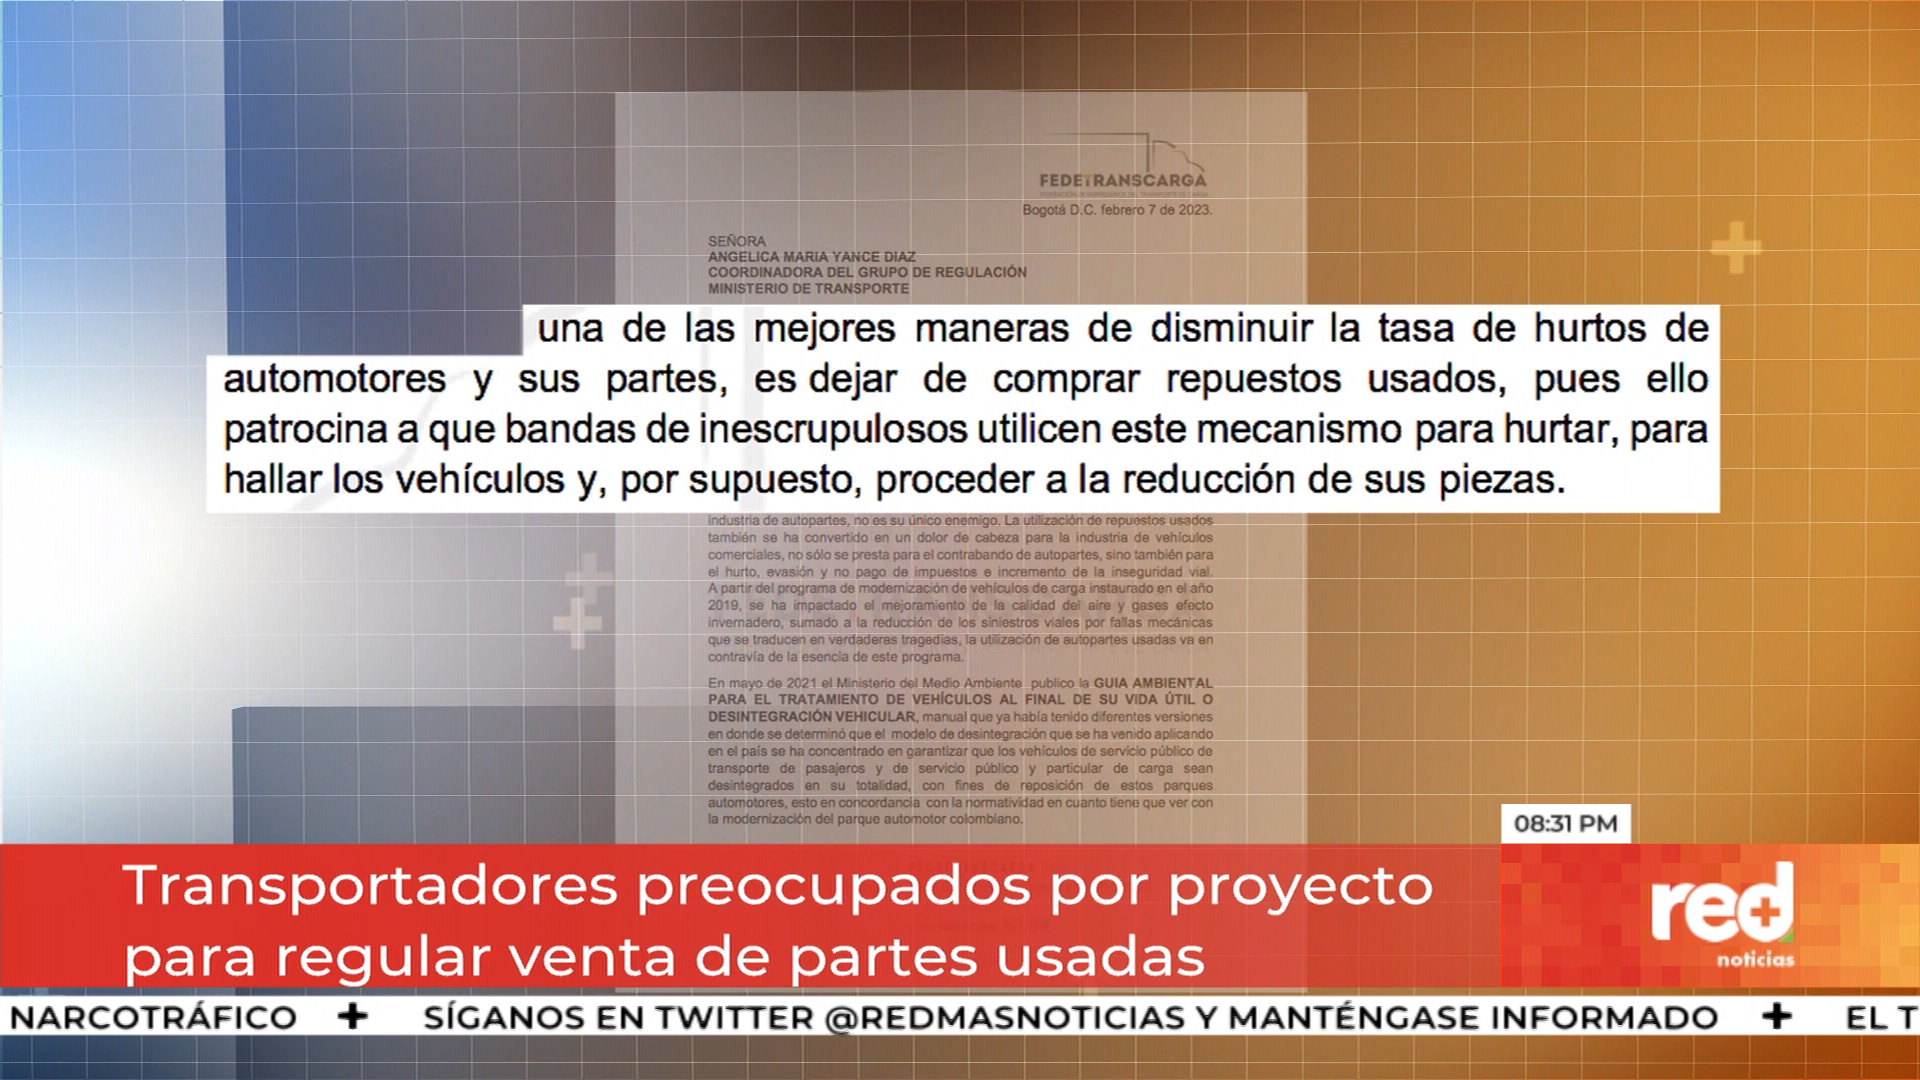 FEDETRANSCARGA
Bogotá D.C. febrero 7 de 2023.
SEÑORA
ANGELICA MARIA YANCE DIAZ
COORDINADORA DEL GRUPO DE REGULACIÓN
MINISTERIO DE TRANSPORTE
una de las mejores maneras de disminuir la tasa de hurtos de
automotores y sus partes, es dejar de comprar repuestos usados, pues ello
patrocina a que bandas de inescrupulosos utilicen este mecanismo para hurtar, para
hallar los vehículos y, por supuesto, proceder a la reducción de sus piezas.
industria de autopartes, no es su único enemigo. La utilización de repuestos usados
también se ha convertido en un dolor de cabeza para la industria de vehículos
comerciales, no sólo se presta para el contrabando de autopartes, sino también para
el hurto, evasión y no pago de impuestos e incremento de la inseguridad vial.
A partir del programa de modernización de vehículos de carga instaurado en el año
2019, se ha impactado el mejoramiento de la calidad del aire y gases efecto
invernadero, sumado a la reducción de los siniestros viales por fallas mecánicas
que se traducen en verdaderas tragedias, la utilización de autopartes usadas va en
contravía de la esencia de este programa.
En mayo de 2021 el Ministerio del Medio Ambiente publico la GUIA AMBIENTAL
PARA EL TRATAMIENTO DE VEHÍCULOS AL FINAL DE SU VIDA ÚTIL O
DESINTEGRACIÓN VEHICULAR, manual que ya había tenido diferentes versiones
en donde se determinó que el modelo de desintegración que se ha venido aplicando
en el país se ha concentrado en garantizar que los vehículos de servicio público de
transporte de pasajeros y de servicio público y particular de carga sean
desintegrados en su totalidad, con fines de reposición de estos parques
automotores, esto en concordancia con la normatividad en cuanto tiene que ver con
la modernización del parque automotor colombiano.
08:31 PM
Transportadores preocupados por proyecto
para regular venta de partes usadas
red+
noticias
NARCOTRÁFICO + SÍGANOS EN TWITTER @REDMASNOTICIAS Y MANTÉNGASE INFORMADO + EL T